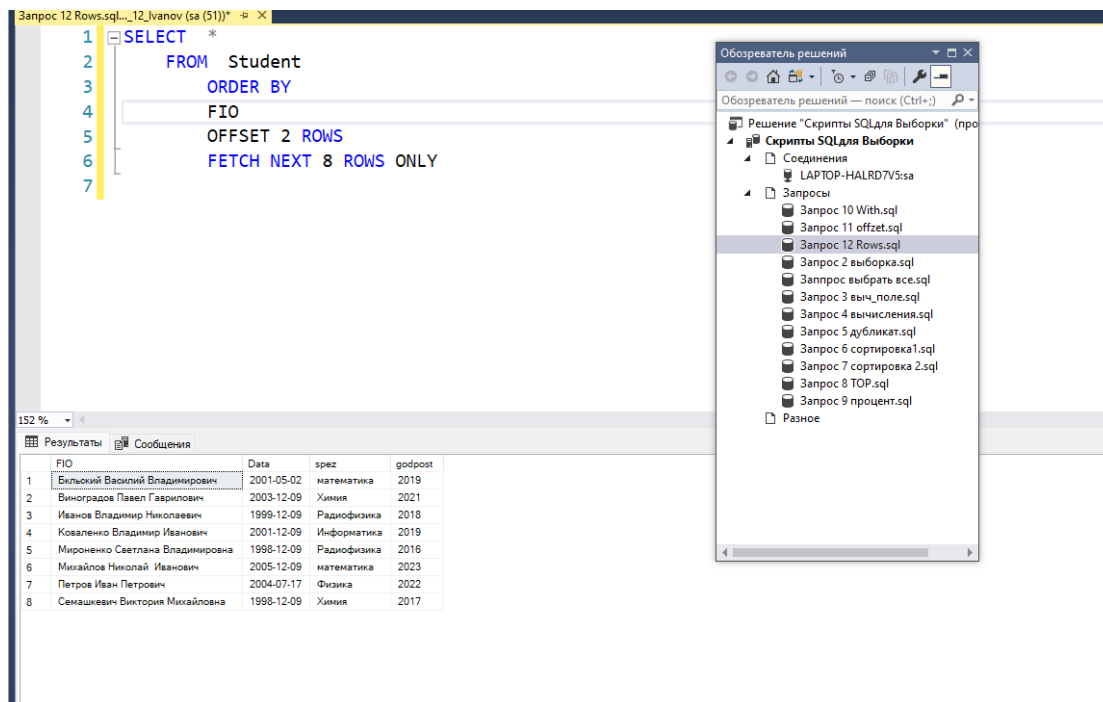 Запрос 12 Rows.sql..._12_Ivanov (sa (51))*
1 SELECT *
2 FROM Student
3 ORDER BY
4 FIO
5 OFFSET 2 ROWS
6 FETCH NEXT 8 ROWS ONLY
7
Обозреватель решений
Обозреватель решений — поиск (Ctrl+;)
Решение "Скрипты SQLдля Выборки" (про
Скрипты SQLдля Выборки
Соединения
LAPTOP-HALRD7V5:sa
Запросы
Запрос 10 With.sql
Запрос 11 offzet.sql
Запрос 12 Rows.sql
Запрос 2 выборка.sql
Заппрос выбрать все.sql
Запрос 3 выч_поле.sql
Запрос 4 вычисления.sql
Запрос 5 дубликат.sql
Запрос 6 сортировка1.sql
Запрос 7 сортировка 2.sql
Запрос 8 TOP.sql
Запрос 9 процент.sql
Разное
152 %
Результаты Сообщения
FIO Data spez godpost
1 Бкльский Василий Владимирович 2001-05-02 математика 2019
2 Виноградов Павел Гаврилович 2003-12-09 Химия 2021
3 Иванов Владимир Николаевич 1999-12-09 Радиофизика 2018
4 Коваленко Владимир Иванович 2001-12-09 Информатика 2019
5 Мироненко Светлана Владимировна 1998-12-09 Радиофизика 2016
6 Михайлов Николай Иванович 2005-12-09 математика 2023
7 Петров Иван Петрович 2004-07-17 Физика 2022
8 Семашкевич Виктория Михайловна 1998-12-09 Химия 2017